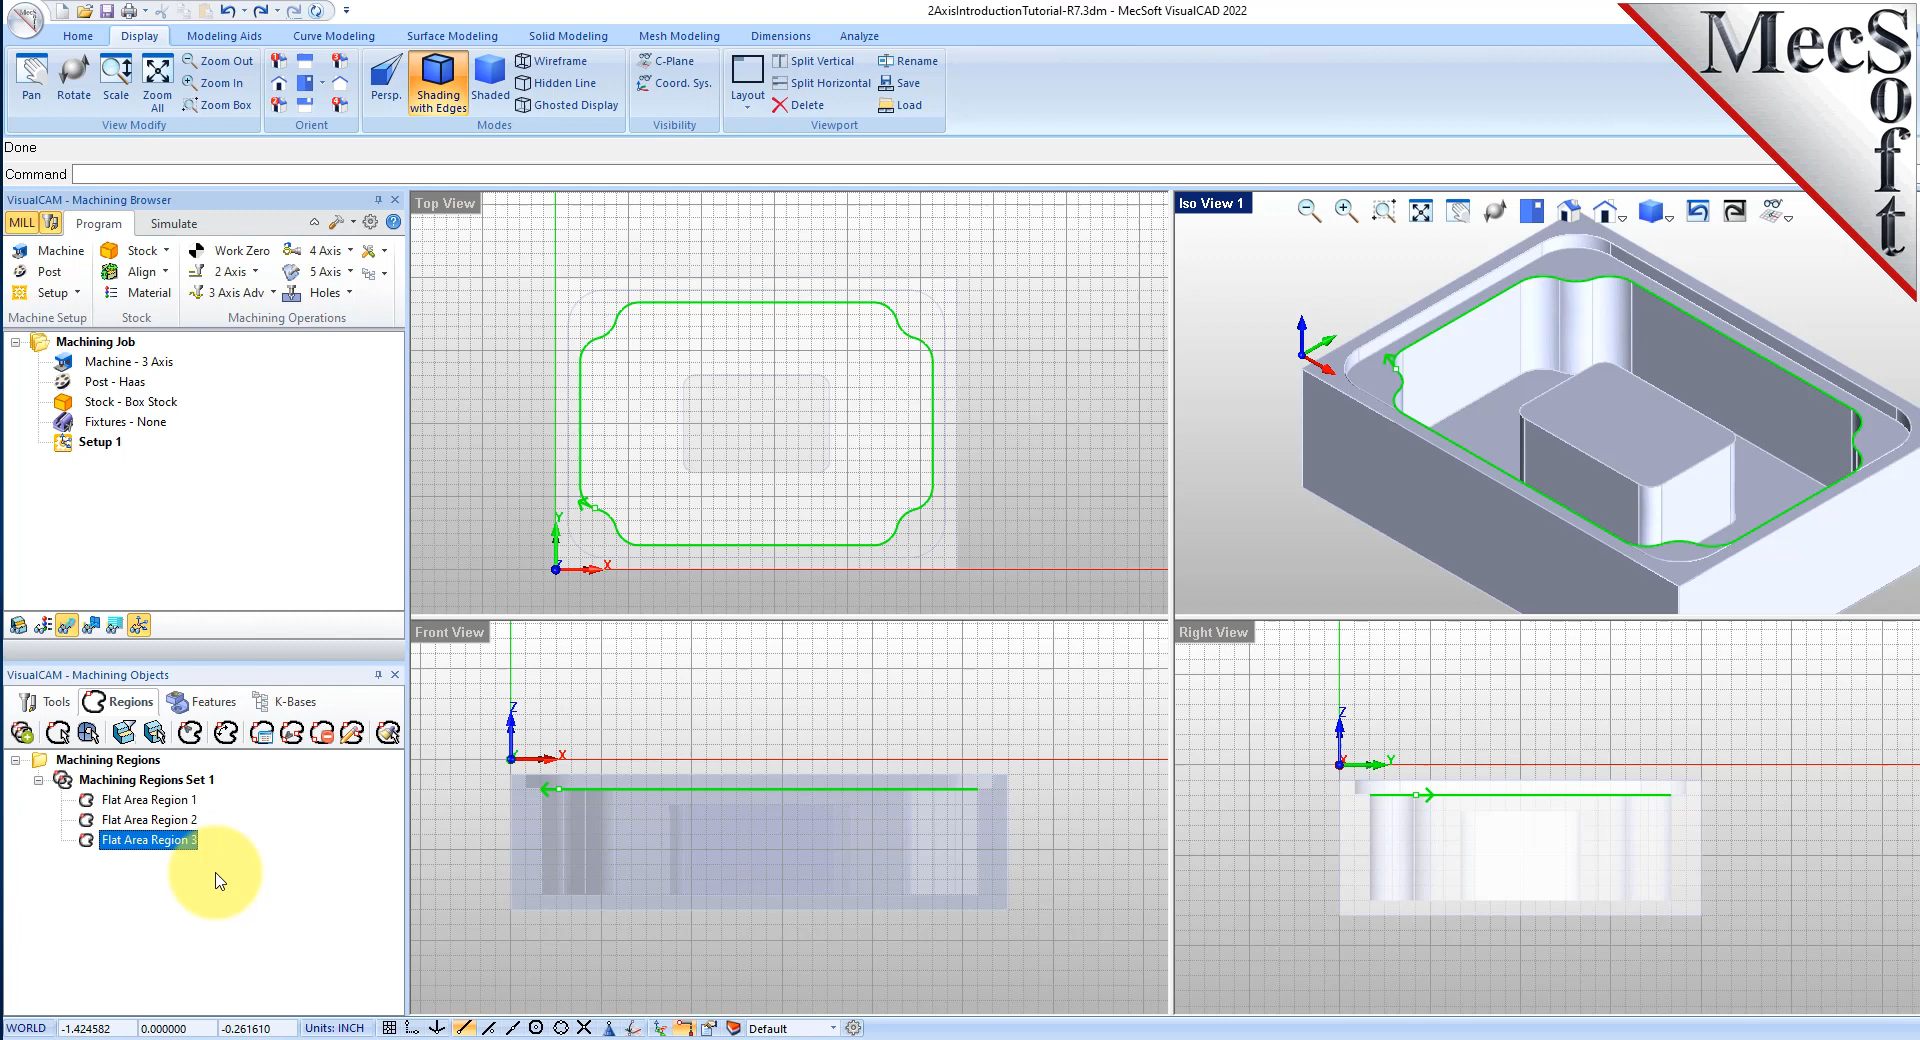 2AxisIntroductionTutorial-R7.3dm - MecSoft VisualCAD 2022
MecSoft
Home Display Modeling Aids Curve Modeling Surface Modeling Solid Modeling Mesh Modeling Dimensions Analyze
Zoom Out Wireframe C-Plane Split Vertical Rename
Zoom In Hidden Line Coord. Sys. Split Horizontal Save
Pan Rotate Scale Zoom All Zoom Box Persp. Shading with Edges Shaded Ghosted Display Layout Delete Load
View Modify Orient Modes Visibility Viewport
Done
Command
VisualCAM - Machining Browser
MILL Program Simulate
Machine Stock Work Zero 4 Axis
Post Align 2 Axis 5 Axis
Setup Material 3 Axis Adv Holes
Machine Setup Stock Machining Operations
Machining Job
Machine - 3 Axis
Post - Haas
Stock - Box Stock
Fixtures - None
Setup 1
VisualCAM - Machining Objects
Tools Regions Features K-Bases
Machining Regions
Machining Regions Set 1
Flat Area Region 1
Flat Area Region 2
Flat Area Region 3
Top View
Y
X
Iso View 1
Front View
Z
X
Right View
Z
Y
WORLD -1.424582 0.000000 -0.261610 Units: INCH Default